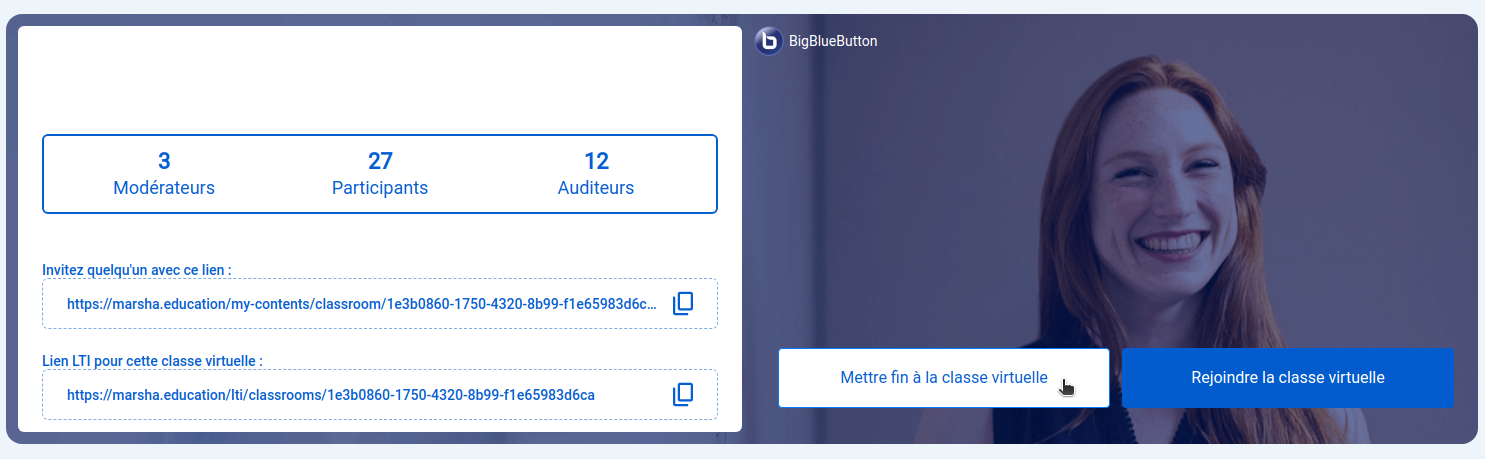 3
Modérateurs
27
Participants
12
Auditeurs
Invitez quelqu'un avec ce lien :
https://marsha.education/my-contents/classroom/1e3b0860-1750-4320-8b99-f1e65983d6c...
Lien LTI pour cette classe virtuelle :
https://marsha.education/lti/classrooms/1e3b0860-1750-4320-8b99-f1e65983d6ca
BigBlueButton
Mettre fin à la classe virtuelle
Rejoindre la classe virtuelle